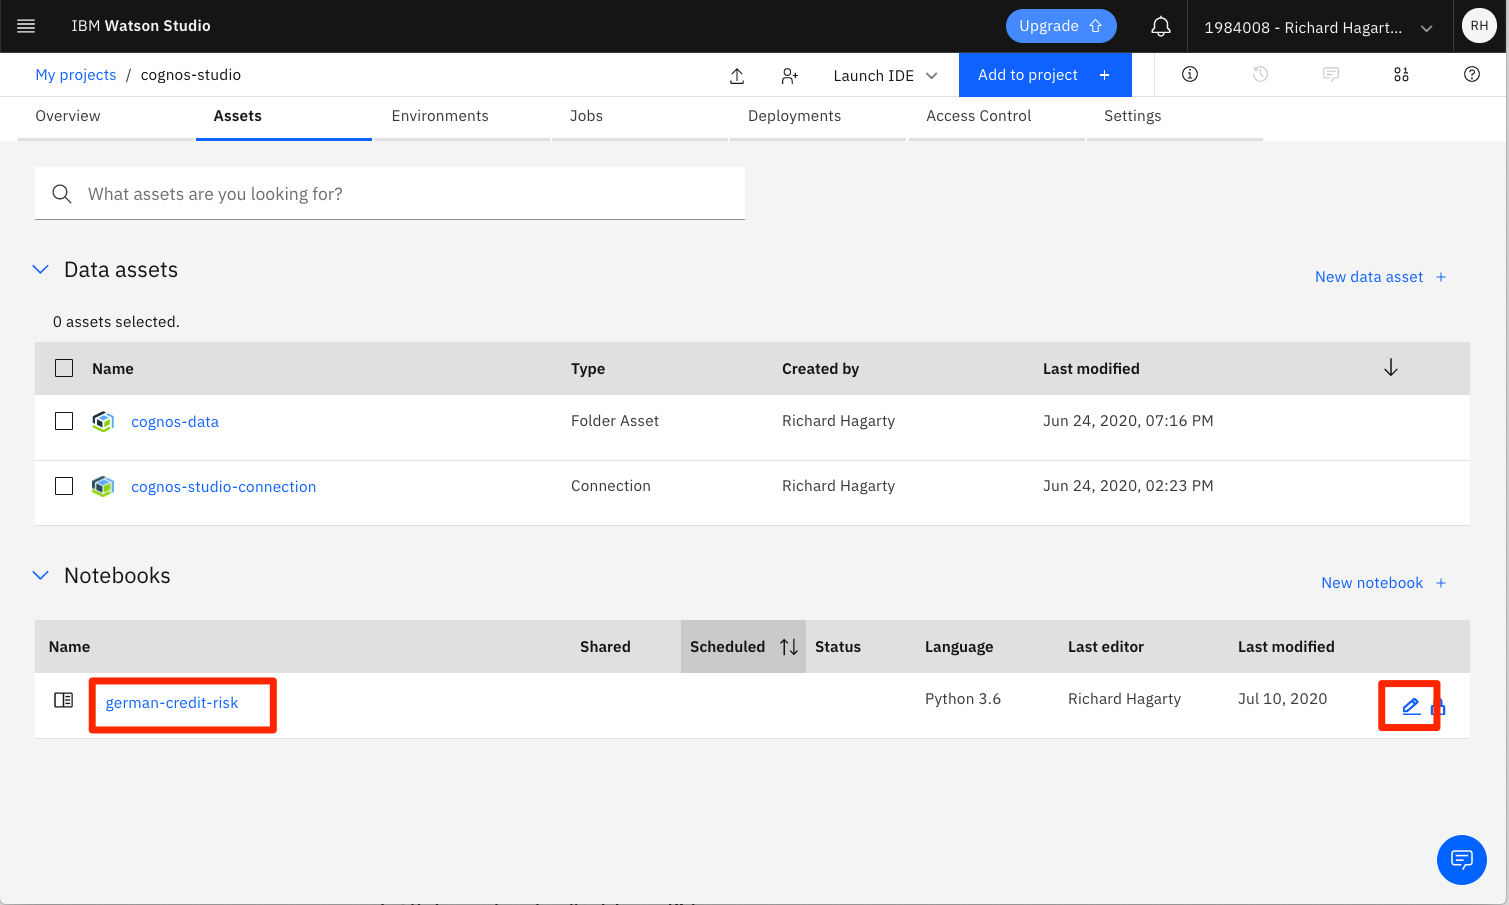 IBM Watson Studio
Upgrade
1984008 - Richard Hagart...
RH
My projects / cognos-studio
Launch IDE
Add to project +
Overview
Assets
Environments
Jobs
Deployments
Access Control
Settings
What assets are you looking for?
Data assets
New data asset +
0 assets selected.
Name Type Created by Last modified
cognos-data Folder Asset Richard Hagarty Jun 24, 2020, 07:16 PM
cognos-studio-connection Connection Richard Hagarty Jun 24, 2020, 02:23 PM
Notebooks
New notebook +
Name Shared Scheduled Status Language Last editor Last modified
german-credit-risk Python 3.6 Richard Hagarty Jul 10, 2020